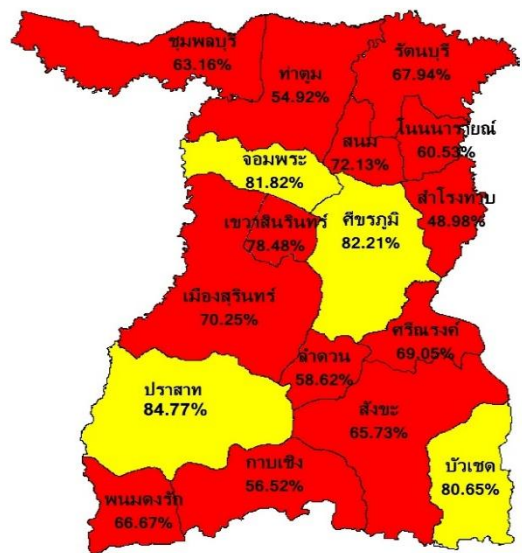 ชุมพลบุรี
63.16%
ท่าตูม
54.92%
รัตนบุรี
67.94%
สนม
72.13%
โนนนารายณ์
60.53%
จอมพระ
81.82%
สำโรงทาบ
48.98%
เขวาสินรินทร์
78.48%
ศีขรภูมิ
82.21%
เมืองสุรินทร์
70.25%
ศรีณรงค์
69.05%
ลำดวน
58.62%
ปราสาท
84.77%
สังขะ
65.73%
กาบเชิง
56.52%
บัวเชด
80.65%
พนมดงรัก
66.67%